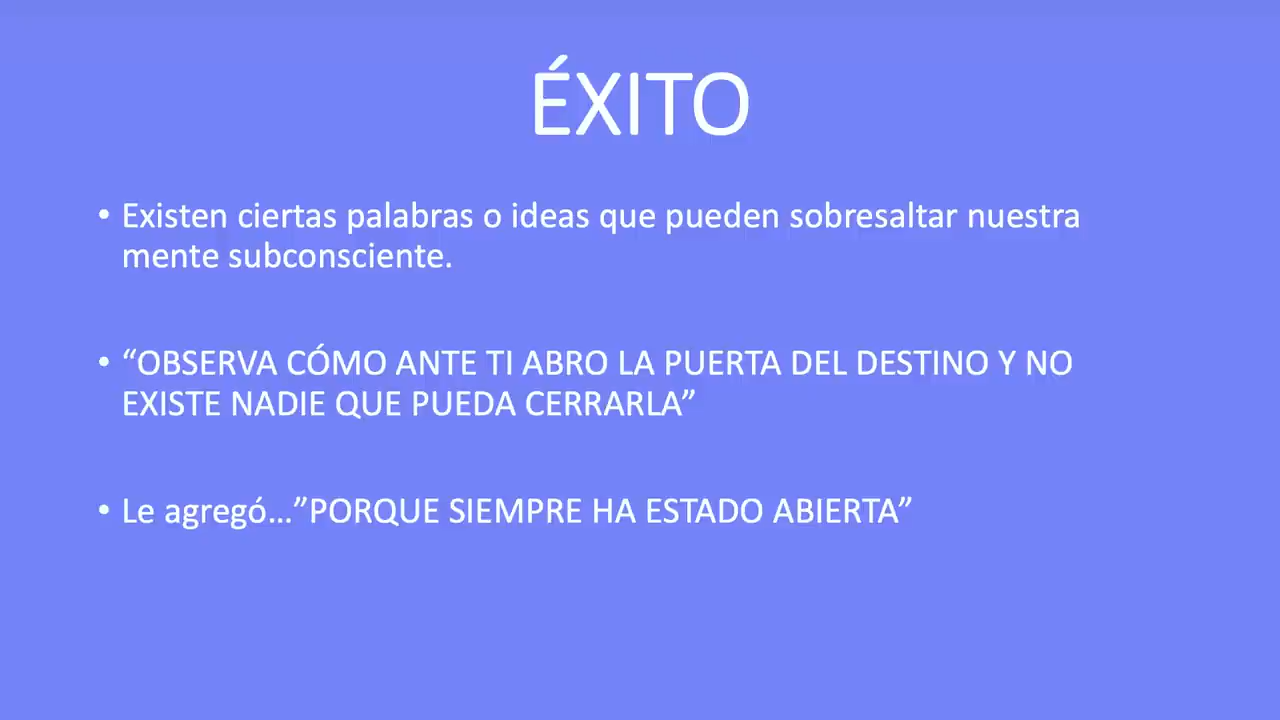 ÉXITO
• Existen ciertas palabras o ideas que pueden sobresaltar nuestra
mente subconsciente.
• “OBSERVA CÓMO ANTE TI ABRO LA PUERTA DEL DESTINO Y NO
EXISTE NADIE QUE PUEDA CERRARLA”
• Le agregó…”PORQUE SIEMPRE HA ESTADO ABIERTA”